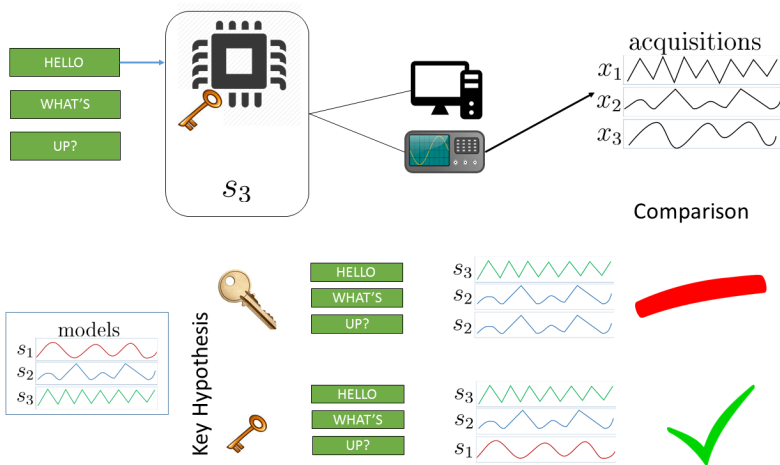 HELLO
WHAT'S
UP?
s3
acquisitions
x1
x2
x3
Comparison
models
s1
s2
s3
Key Hypothesis
HELLO
WHAT'S
UP?
s3
s2
s2
HELLO
WHAT'S
UP?
s3
s2
s1